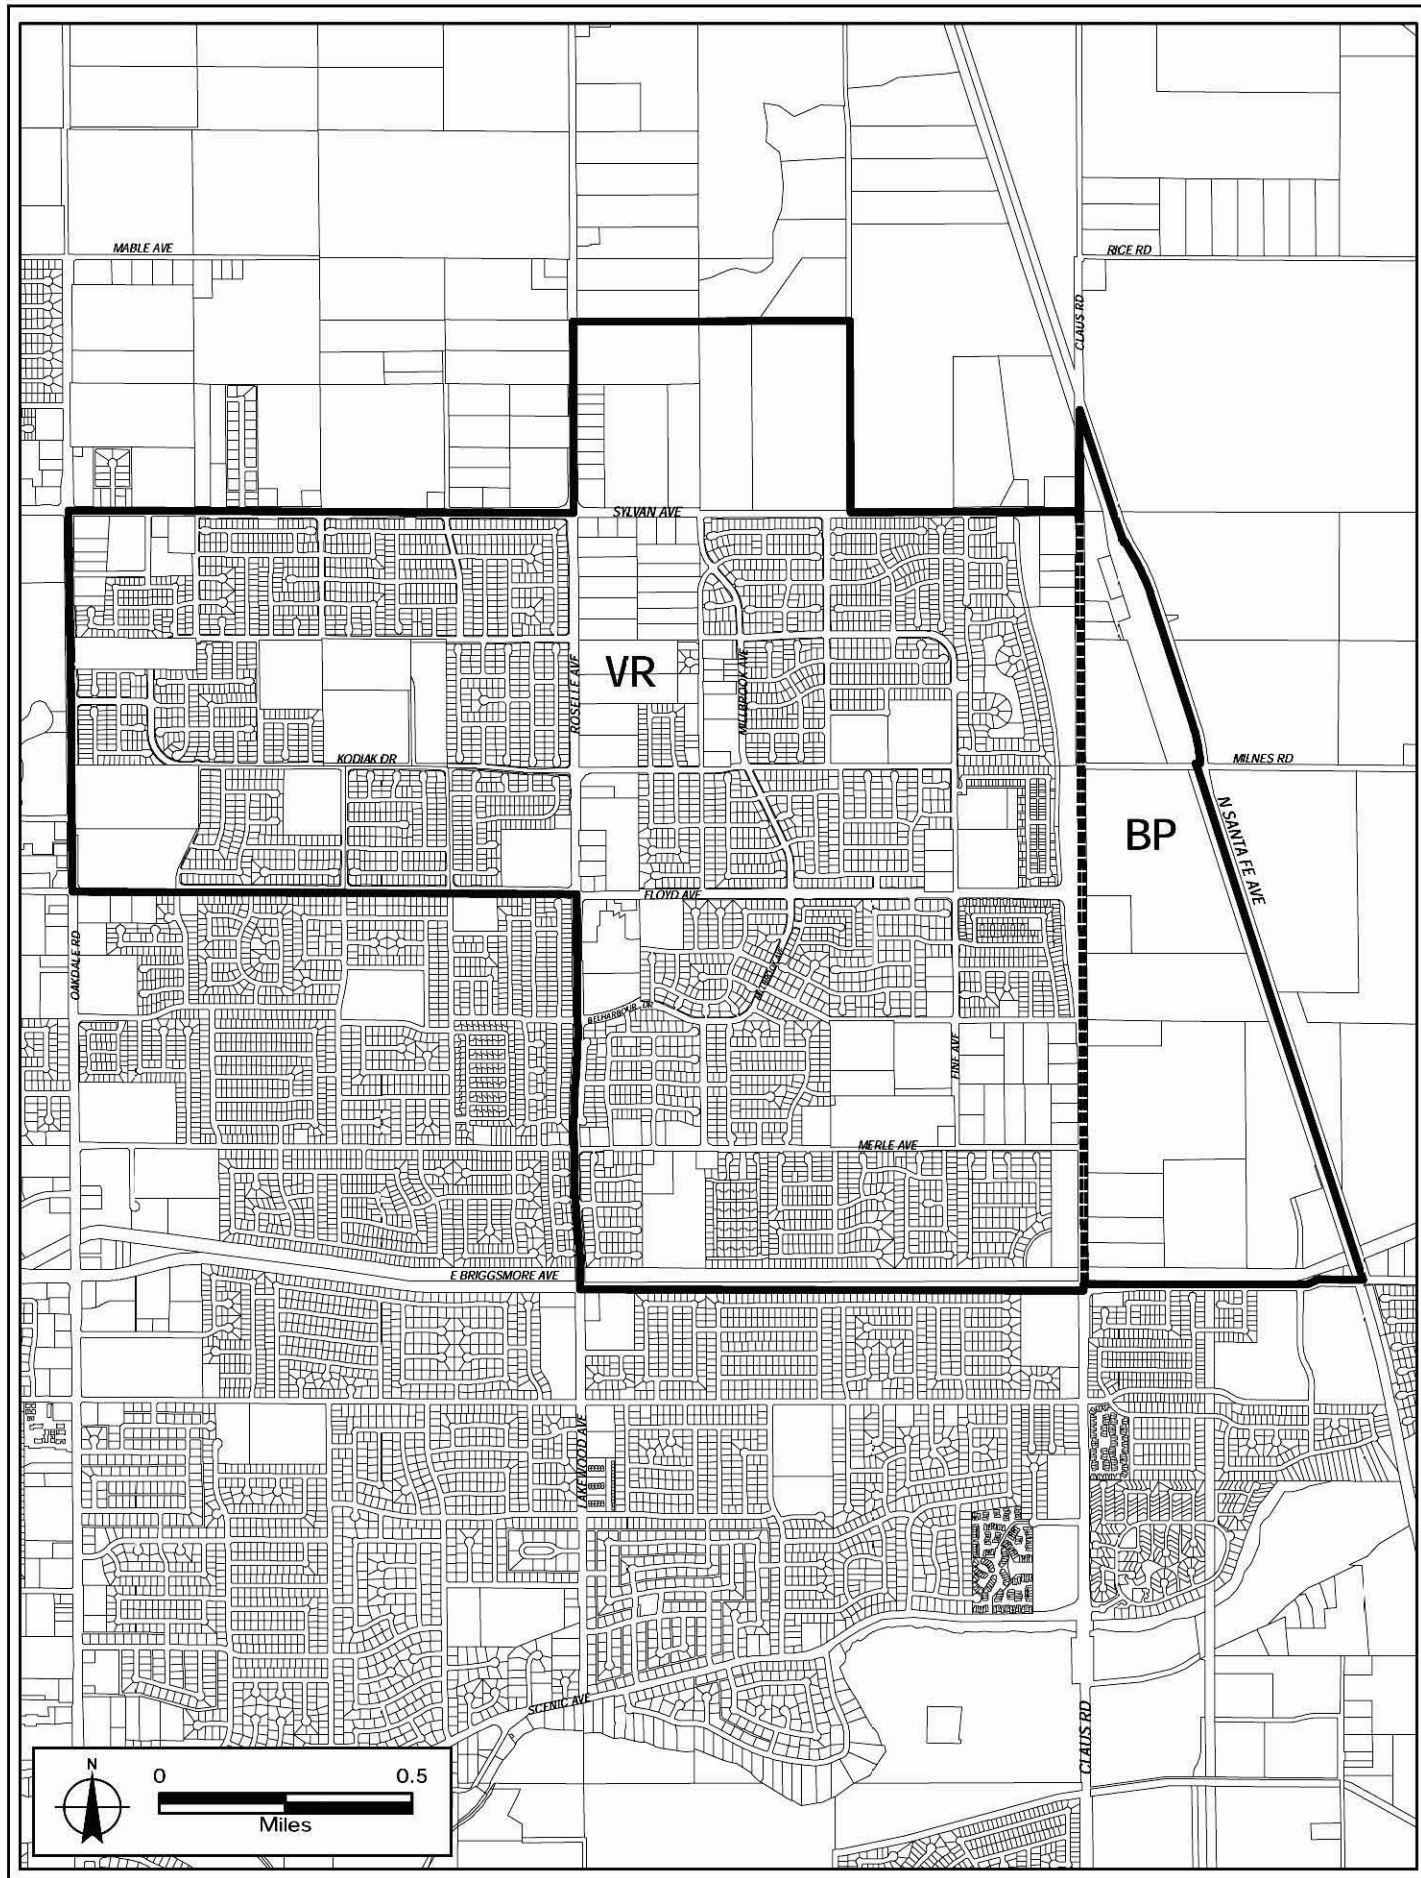 MABLE AVE
RICE RD
CLAUS RD
SYLVAN AVE
ROSELLE AVE
VR
MILLBROOK AVE
KODIAK DR
MILNES RD
BP
N SANTA FE AVE
FLOYD AVE
OAKDALE RD
BELHARBOUR DR
FINE AVE
MERLE AVE
E BRIGGSMORE AVE
LAKEWOOD AVE
SCENIC AVE
CLAUS RD
N
0 0.5
Miles